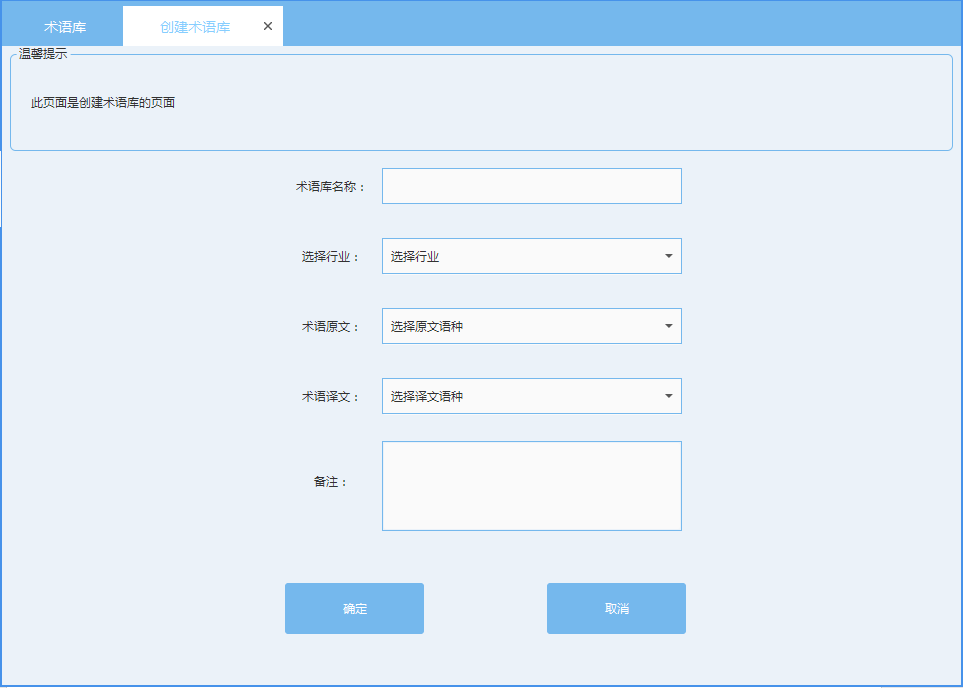 术语库
创建术语库 ×
温馨提示
此页面是创建术语库的页面
术语库名称：
选择行业： 选择行业
术语原文： 选择原文语种
术语译文： 选择译文语种
备注：
确定 取消